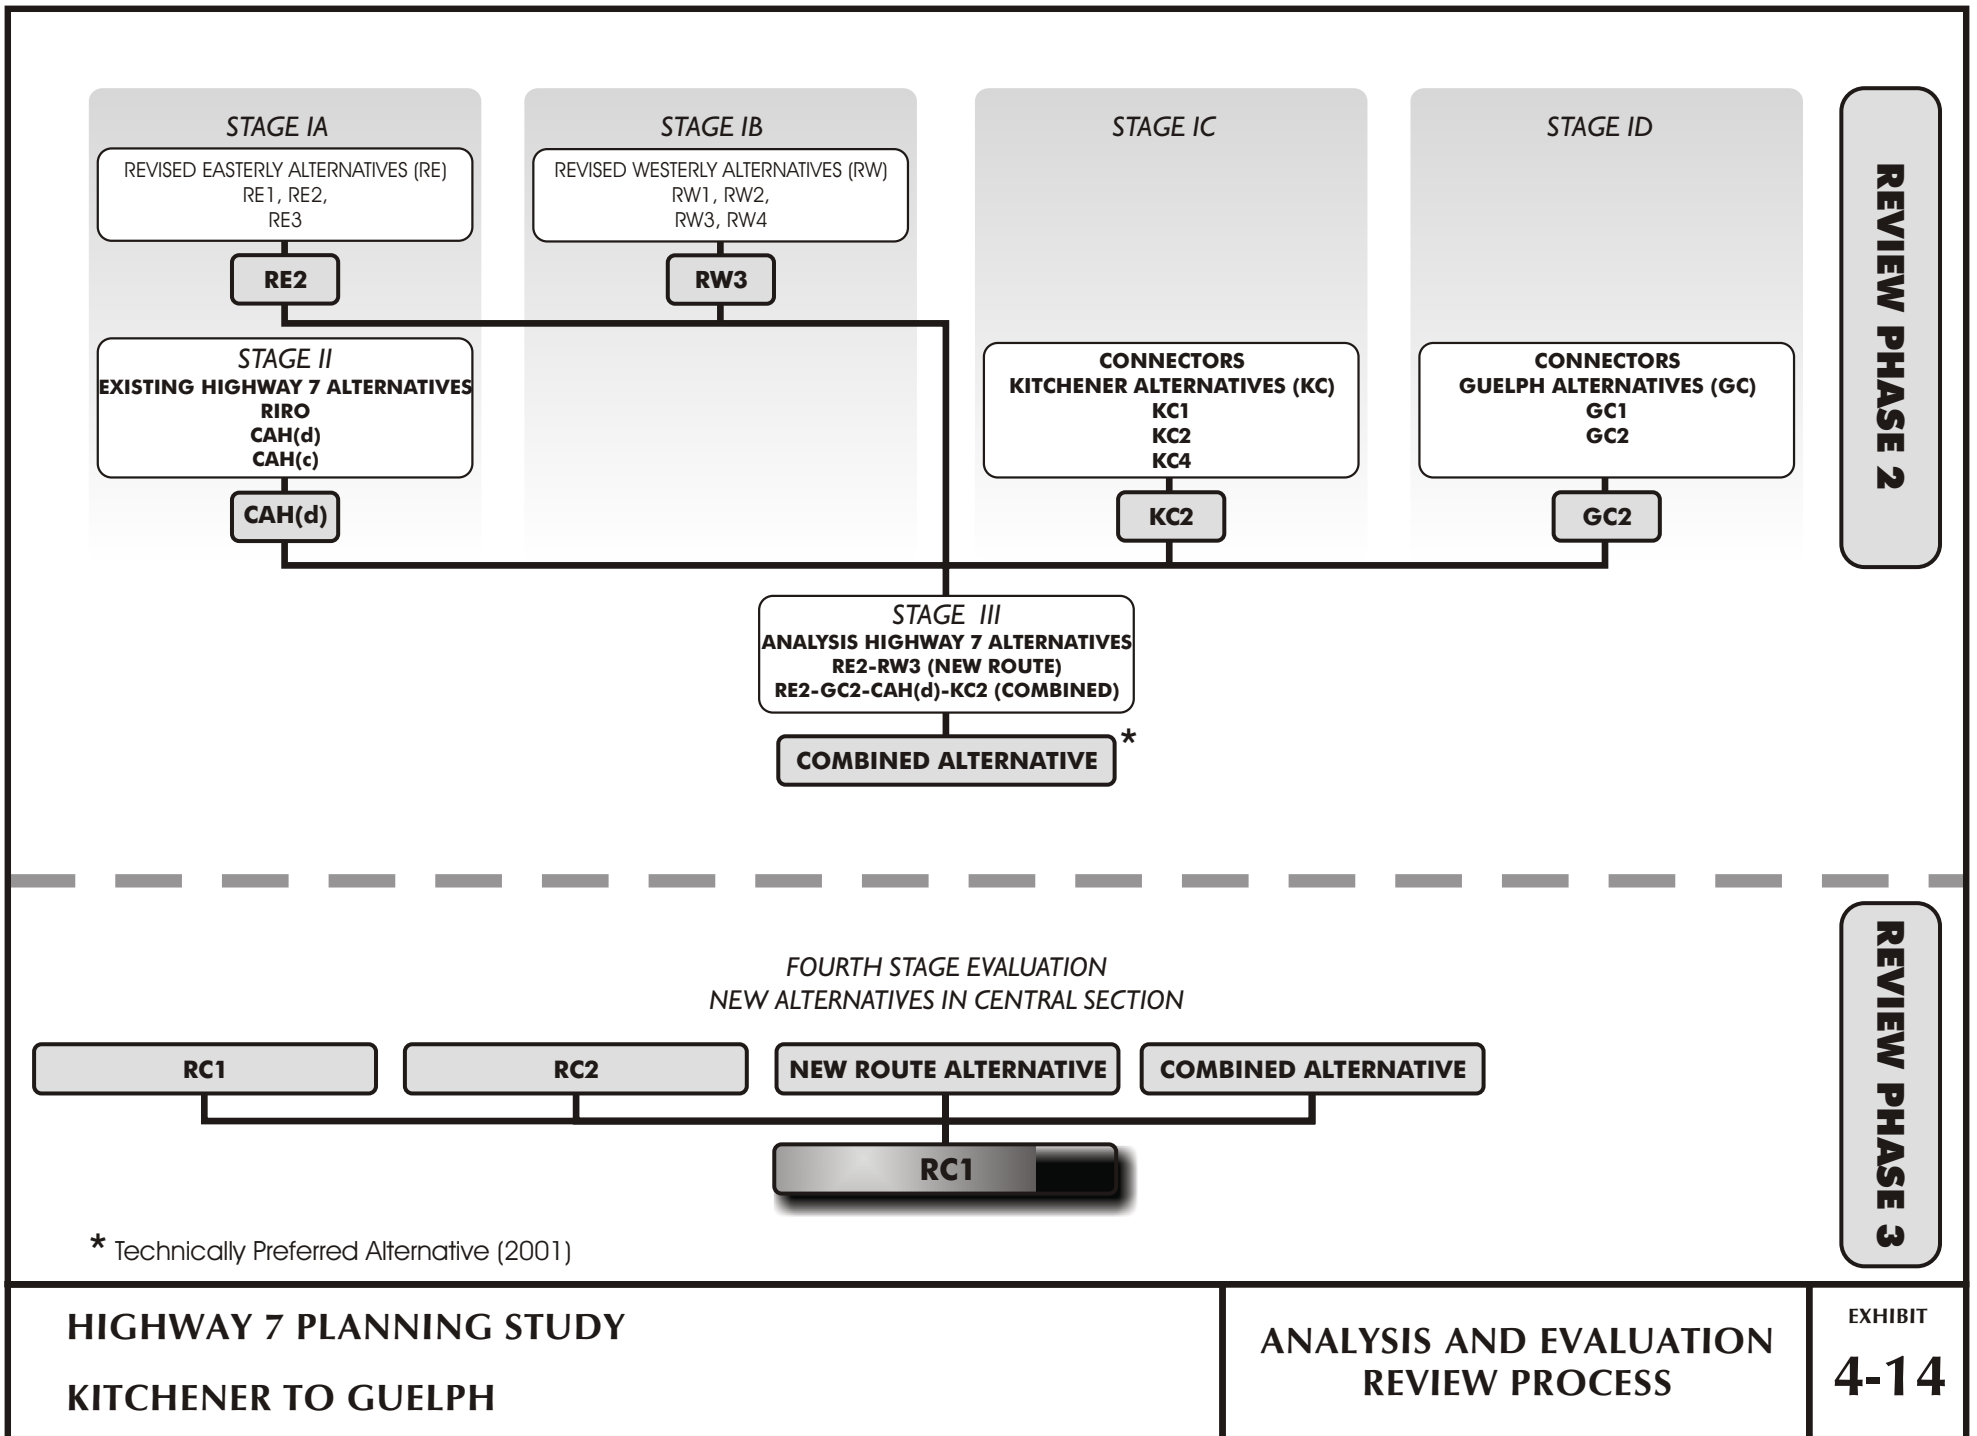 STAGE IA
REVISED EASTERLY ALTERNATIVES (RE)
RE1, RE2,
RE3
RE2
STAGE II
EXISTING HIGHWAY 7 ALTERNATIVES
RIRO
CAH(d)
CAH(c)
CAH(d)
STAGE IB
REVISED WESTERLY ALTERNATIVES (RW)
RW1, RW2,
RW3, RW4
RW3
STAGE IC
CONNECTORS
KITCHENER ALTERNATIVES (KC)
KC1
KC2
KC4
KC2
STAGE ID
CONNECTORS
GUELPH ALTERNATIVES (GC)
GC1
GC2
GC2
REVIEW PHASE 2
STAGE III
ANALYSIS HIGHWAY 7 ALTERNATIVES
RE2-RW3 (NEW ROUTE)
RE2-GC2-CAH(d)-KC2 (COMBINED)
COMBINED ALTERNATIVE *
FOURTH STAGE EVALUATION
NEW ALTERNATIVES IN CENTRAL SECTION
RC1
RC2
NEW ROUTE ALTERNATIVE
COMBINED ALTERNATIVE
RC1
REVIEW PHASE 3
* Technically Preferred Alternative (2001)
HIGHWAY 7 PLANNING STUDY
KITCHENER TO GUELPH
ANALYSIS AND EVALUATION
REVIEW PROCESS
EXHIBIT
4-14